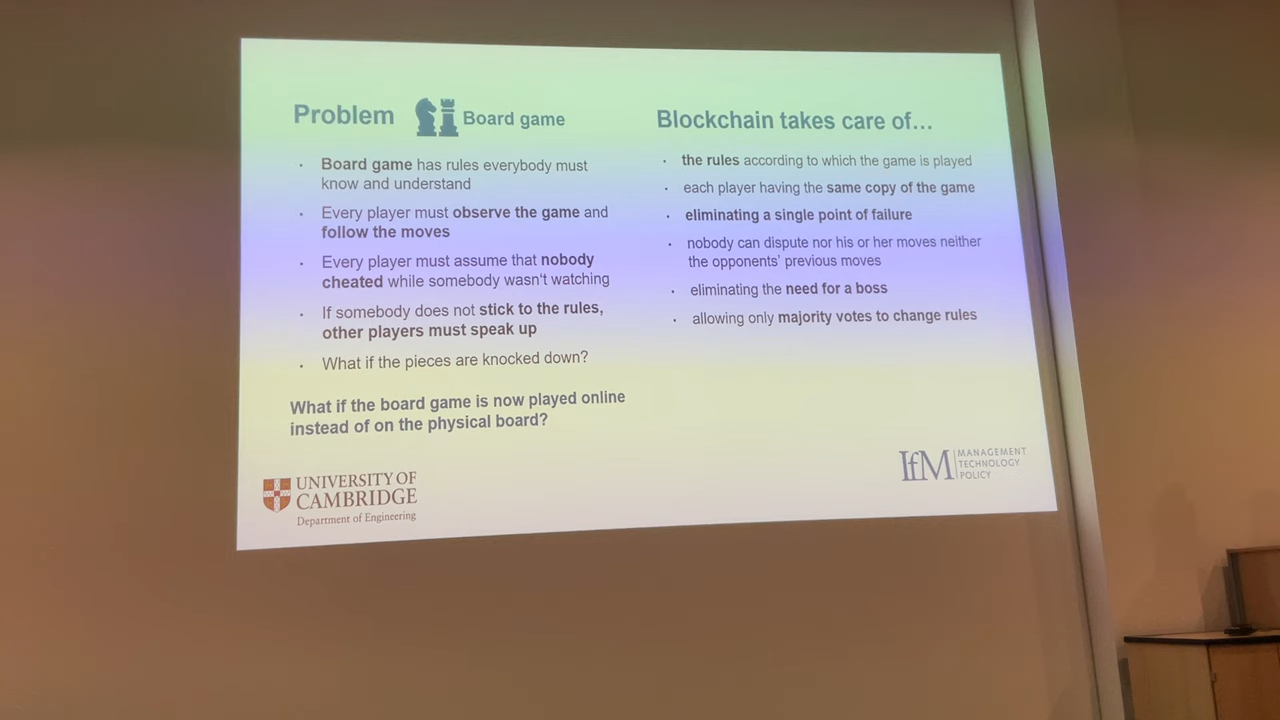 Problem
Board game
· Board game has rules everybody must
know and understand
· Every player must observe the game and
follow the moves
· Every player must assume that nobody
cheated while somebody wasn't watching
· If somebody does not stick to the rules,
other players must speak up
· What if the pieces are knocked down?
What if the board game is now played online
instead of on the physical board?
Blockchain takes care of...
· the rules according to which the game is played
· each player having the same copy of the game
· eliminating a single point of failure
· nobody can dispute nor his or her moves neither
the opponents' previous moves
· eliminating the need for a boss
· allowing only majority votes to change rules
UNIVERSITY OF
CAMBRIDGE
Department of Engineering
IfM
MANAGEMENT
TECHNOLOGY
POLICY